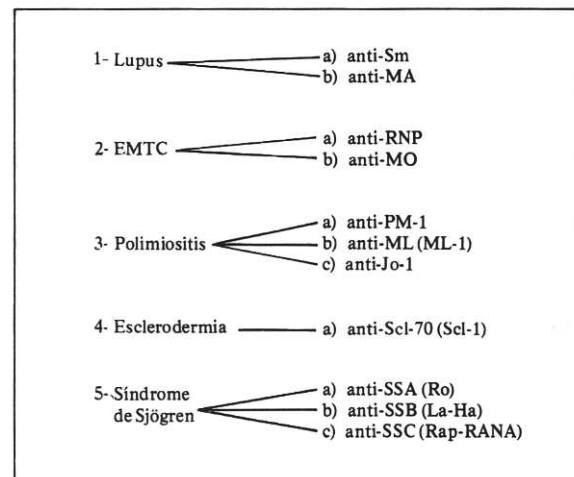 1- Lupus a) anti-Sm
b) anti-MA
2- EMTC a) anti-RNP
b) anti-MO
3- Polimiositis a) anti-PM-1
b) anti-ML (ML-1)
c) anti-Jo-1
4- Esclerodermia a) anti-Scl-70 (Scl-1)
5- Síndrome de Sjögren a) anti-SSA (Ro)
b) anti-SSB (La-Ha)
c) anti-SSC (Rap-RANA)